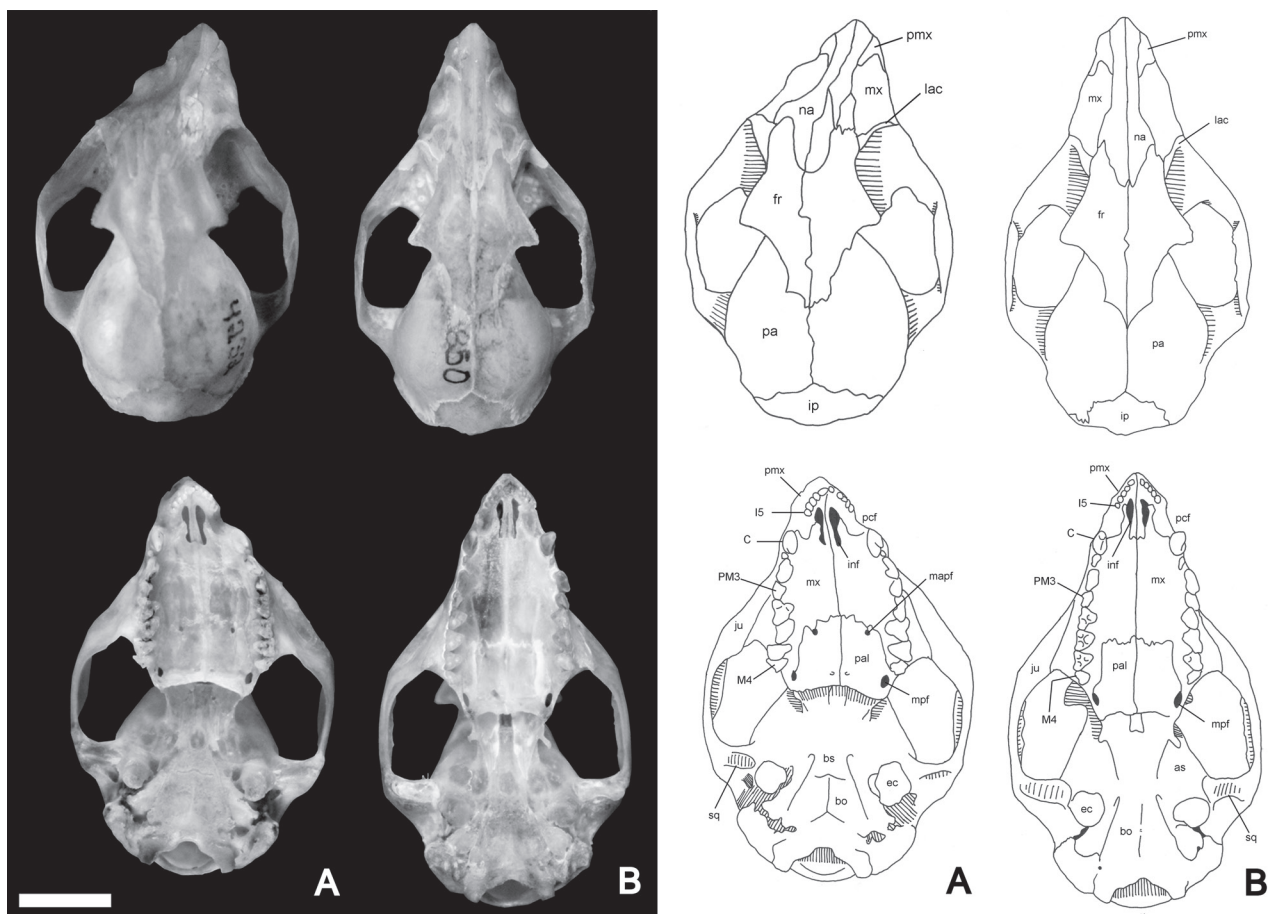 850
A
B
pmx
mx
lac
na
fr
pa
ip
pmx
mx
na
lac
fr
pa
ip
pmx
I5
C
PM3
ju
M4
sq
pcf
inf
mx
mapf
pal
mpf
bs
ec
bo
A
pmx
I5
C
PM3
ju
M4
pcf
inf
mx
pal
mpf
as
ec
bo
sq
B